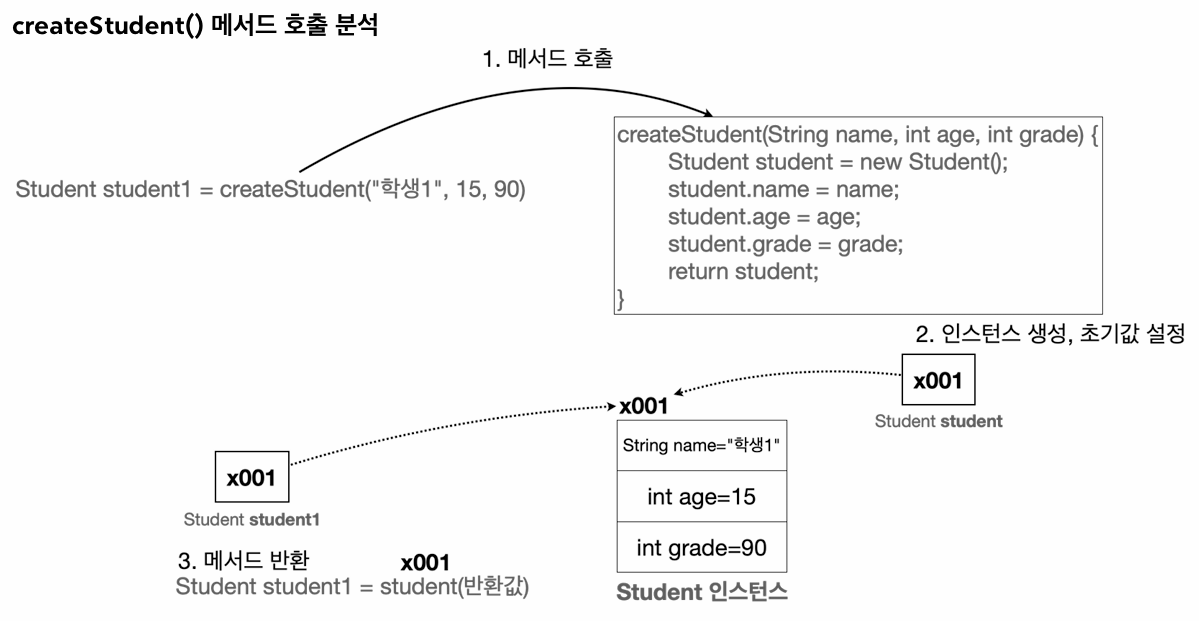 createStudent() 메서드 호출 분석
1. 메서드 호출
Student student1 = createStudent("학생1", 15, 90)
createStudent(String name, int age, int grade) {
Student student = new Student();
student.name = name;
student.age = age;
student.grade = grade;
return student;
}
2. 인스턴스 생성, 초기값 설정
x001
Student student
x001
String name="학생1"
int age=15
int grade=90
Student 인스턴스
x001
Student student1
3. 메서드 반환
x001
Student student1 = student(반환값)